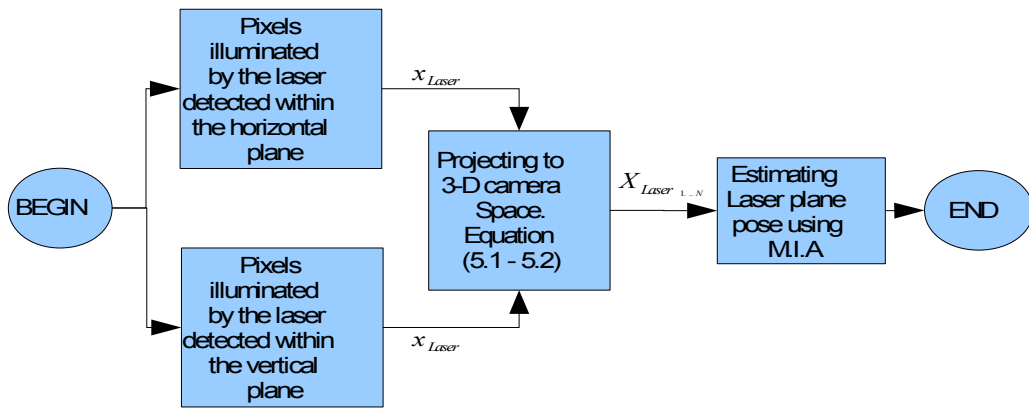 BEGIN
Pixels
illuminated
by the laser
detected within
the horizontal
plane
x Laser
Pixels
illuminated
by the laser
detected within
the vertical
plane
x Laser
Projecting to
3-D camera
Space.
Equation
(5.1 - 5.2)
X Laser 1...N
Estimating
Laser plane
pose using
M.I.A
END